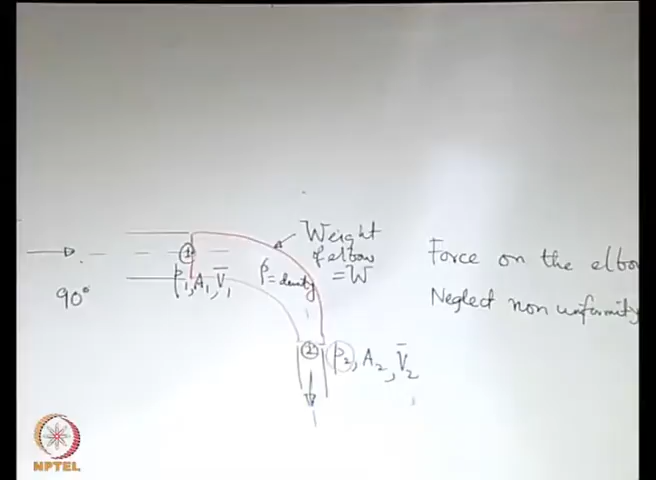 Weight
of elbow
= W
①
p₁, A₁, V̄₁
ρ = density
90°
Force on the elbo
Neglect non uniformity
②
p₂, A₂, V̄₂
NPTEL